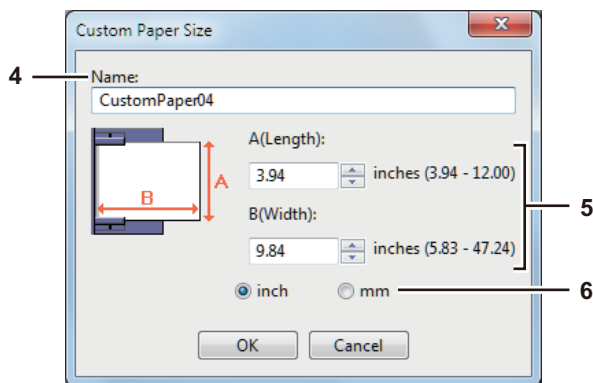 Custom Paper Size
4
Name:
CustomPaper04
A(Length):
3.94 inches (3.94 - 12.00)
A
B
B(Width):
5
9.84 inches (5.83 - 47.24)
inch mm
6
OK Cancel